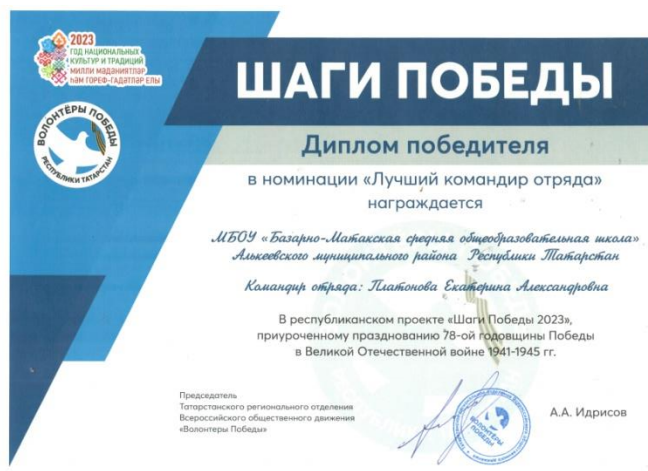 2023
ГОД НАЦИОНАЛЬНЫХ
КУЛЬТУР И ТРАДИЦИЙ
МИЛЛИ МӘДӘНИЯТЛӘР
ҺӘМ ГОРЕФ-ГАДӘТЛӘР ЕЛЫ
ВОЛОНТЁРЫ ПОБЕДЫ
РЕСПУБЛИКИ ТАТАРСТАН
ШАГИ ПОБЕДЫ
Диплом победителя
в номинации «Лучший командир отряда»
награждается
МБОУ «Базарно-Матакская средняя общеобразовательная школа»
Алькеевского муниципального района Республики Татарстан
Командир отряда: Платонова Екатерина Александровна
В республиканском проекте «Шаги Победы 2023»,
приуроченному празднованию 78-ой годовщины Победы
в Великой Отечественной войне 1941-1945 гг.
Председатель
Татарстанского регионального отделения
Всероссийского общественного движения
«Волонтеры Победы»
ВОЛОНТЁРЫ
ПОБЕДЫ
А.А. Идрисов